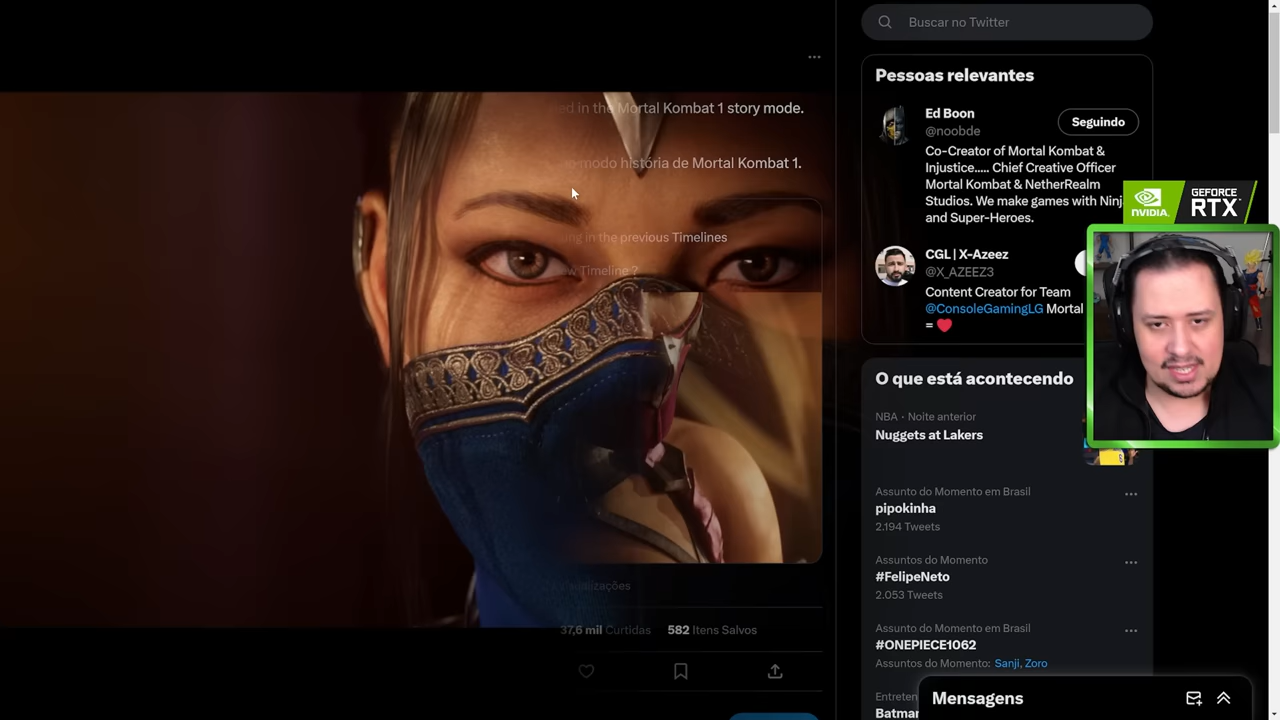 Buscar no Twitter
in the Mortal Kombat 1 story mode.
modo história de Mortal Kombat 1.
in the previous Timelines
Timeline ?
37,6 mil Curtidas 582 Itens Salvos
Pessoas relevantes
Ed Boon
@noobde
Seguindo
Co-Creator of Mortal Kombat &
Injustice..... Chief Creative Officer
Mortal Kombat & NetherRealm
Studios. We make games with
and Super-Heroes.
CGL | X-Azeez
@X_AZEEZ3
Content Creator for Team
@ConsoleGamingLG
= ❤️
NVIDIA
GEFORCE
RTX
O que está acontecendo
NBA · Noite anterior
Nuggets at Lakers
Assunto do Momento em Brasil
pipokinha
2.194 Tweets
Assuntos do Momento
#FelipeNeto
2.053 Tweets
Assunto do Momento em Brasil
#ONEPIECE1062
Assuntos do Momento: Sanji, Zoro
Mensagens